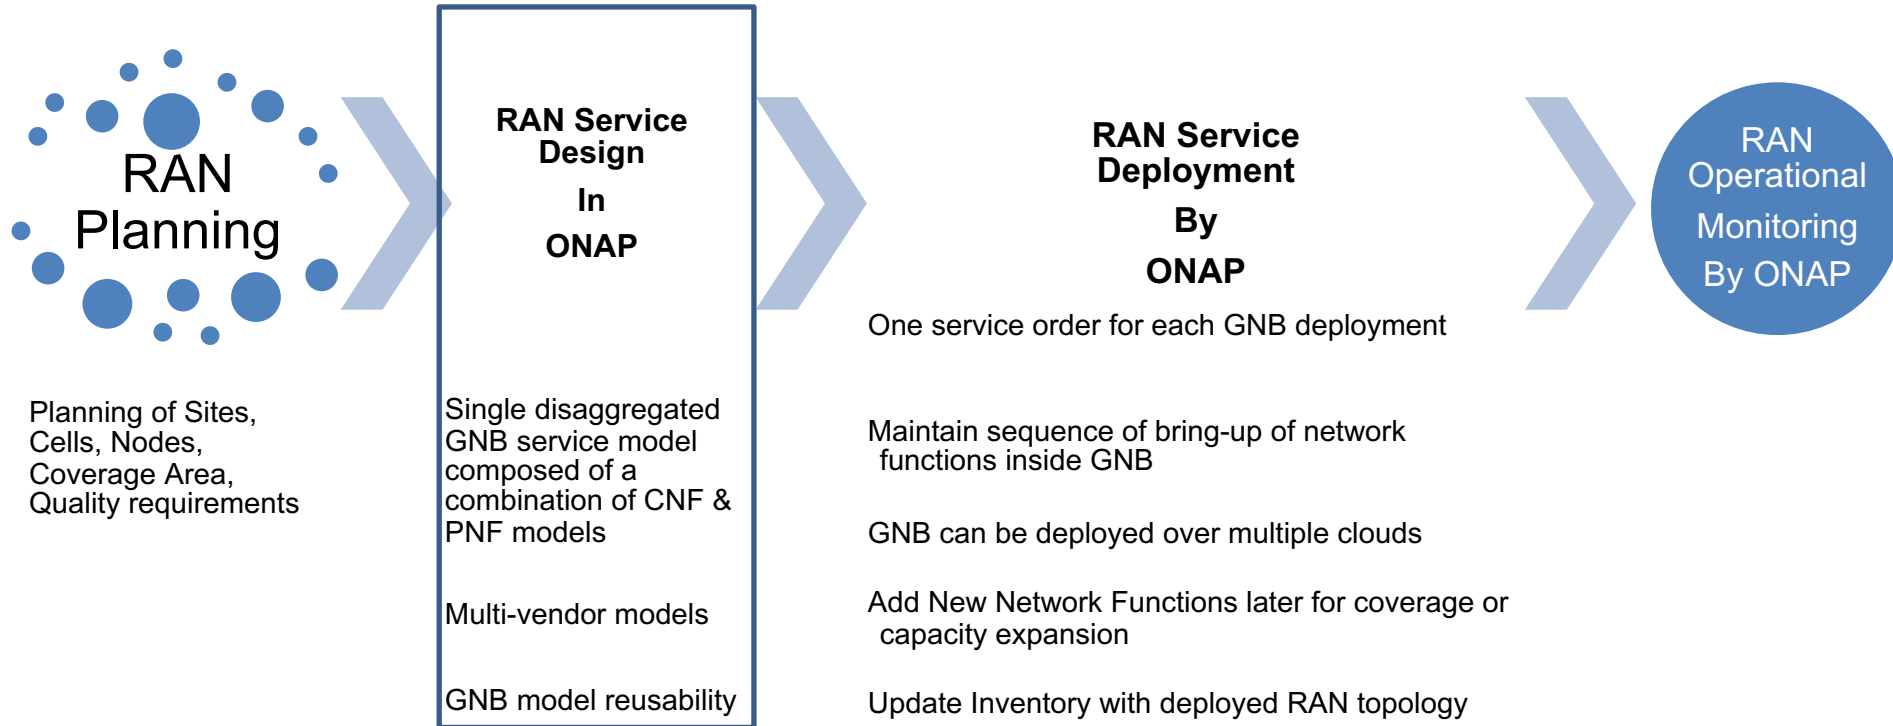 RAN
Planning
Planning of Sites,
Cells, Nodes,
Coverage Area,
Quality requirements
RAN Service
Design
In
ONAP
Single disaggregated
GNB service model
composed of a
combination of CNF &
PNF models
Multi-vendor models
GNB model reusability
RAN Service
Deployment
By
ONAP
One service order for each GNB deployment
Maintain sequence of bring-up of network
functions inside GNB
GNB can be deployed over multiple clouds
Add New Network Functions later for coverage or
capacity expansion
Update Inventory with deployed RAN topology
RAN
Operational
Monitoring
By ONAP